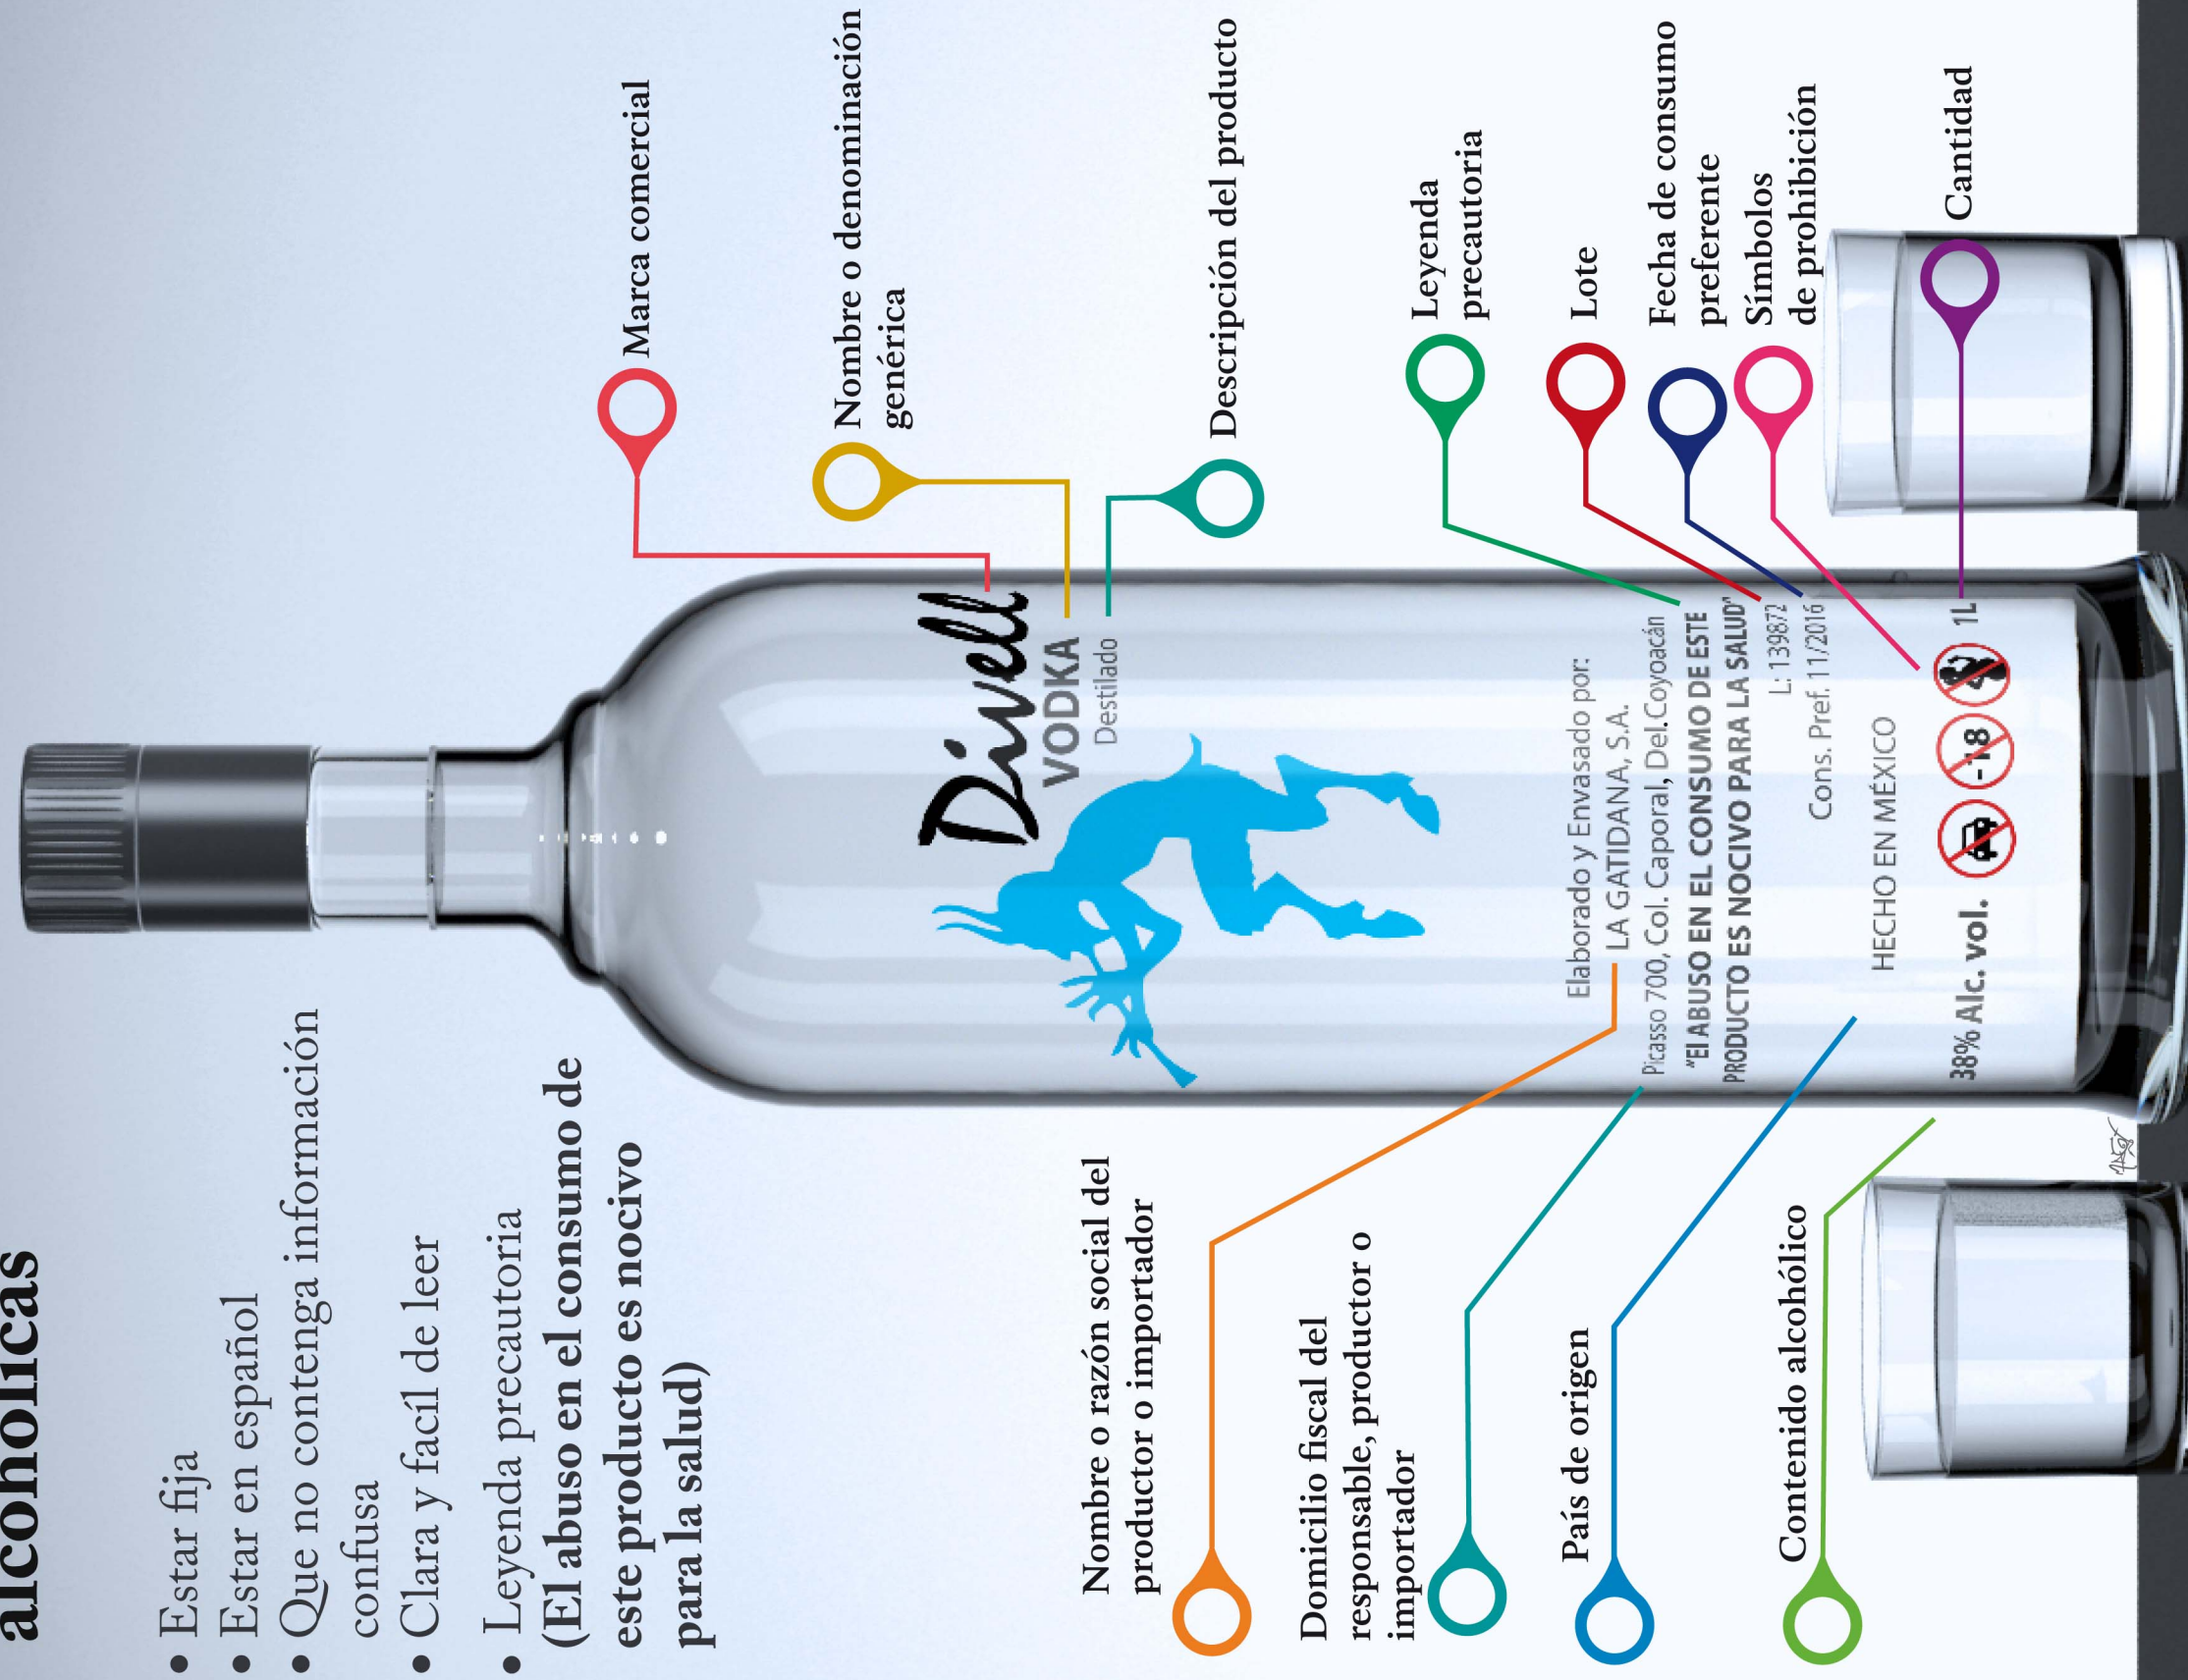 alcoholicas
• Estar fija
• Estar en español
• Que no contenga información
confusa
• Clara y facíl de leer
• Leyenda precautoria
(El abuso en el consumo de
este producto es nocivo
para la salud)
Marca comercial
Nombre o denominación
genérica
Descripción del producto
Leyenda
precautoria
Lote
Fecha de consumo
preferente
Símbolos
de prohibición
Cantidad
Nombre o razón social del
productor o importador
Domicilio fiscal del
responsable, productor o
importador
País de origen
Contenido alcohólico
Divell
VODKA
Destilado
Elaborado y Envasado por:
LA GATIDANA, S.A.
Picasso 700, Col. Caporal, Del.Coyoacán
"El ABUSO EN EL CONSUMO DE ESTE
PRODUCTO ES NOCIVO PARA LA SALUD"
L: 139872
Cons. Pref. 11/2016
HECHO EN MÉXICO
38% Alc. vol.
-18
1L